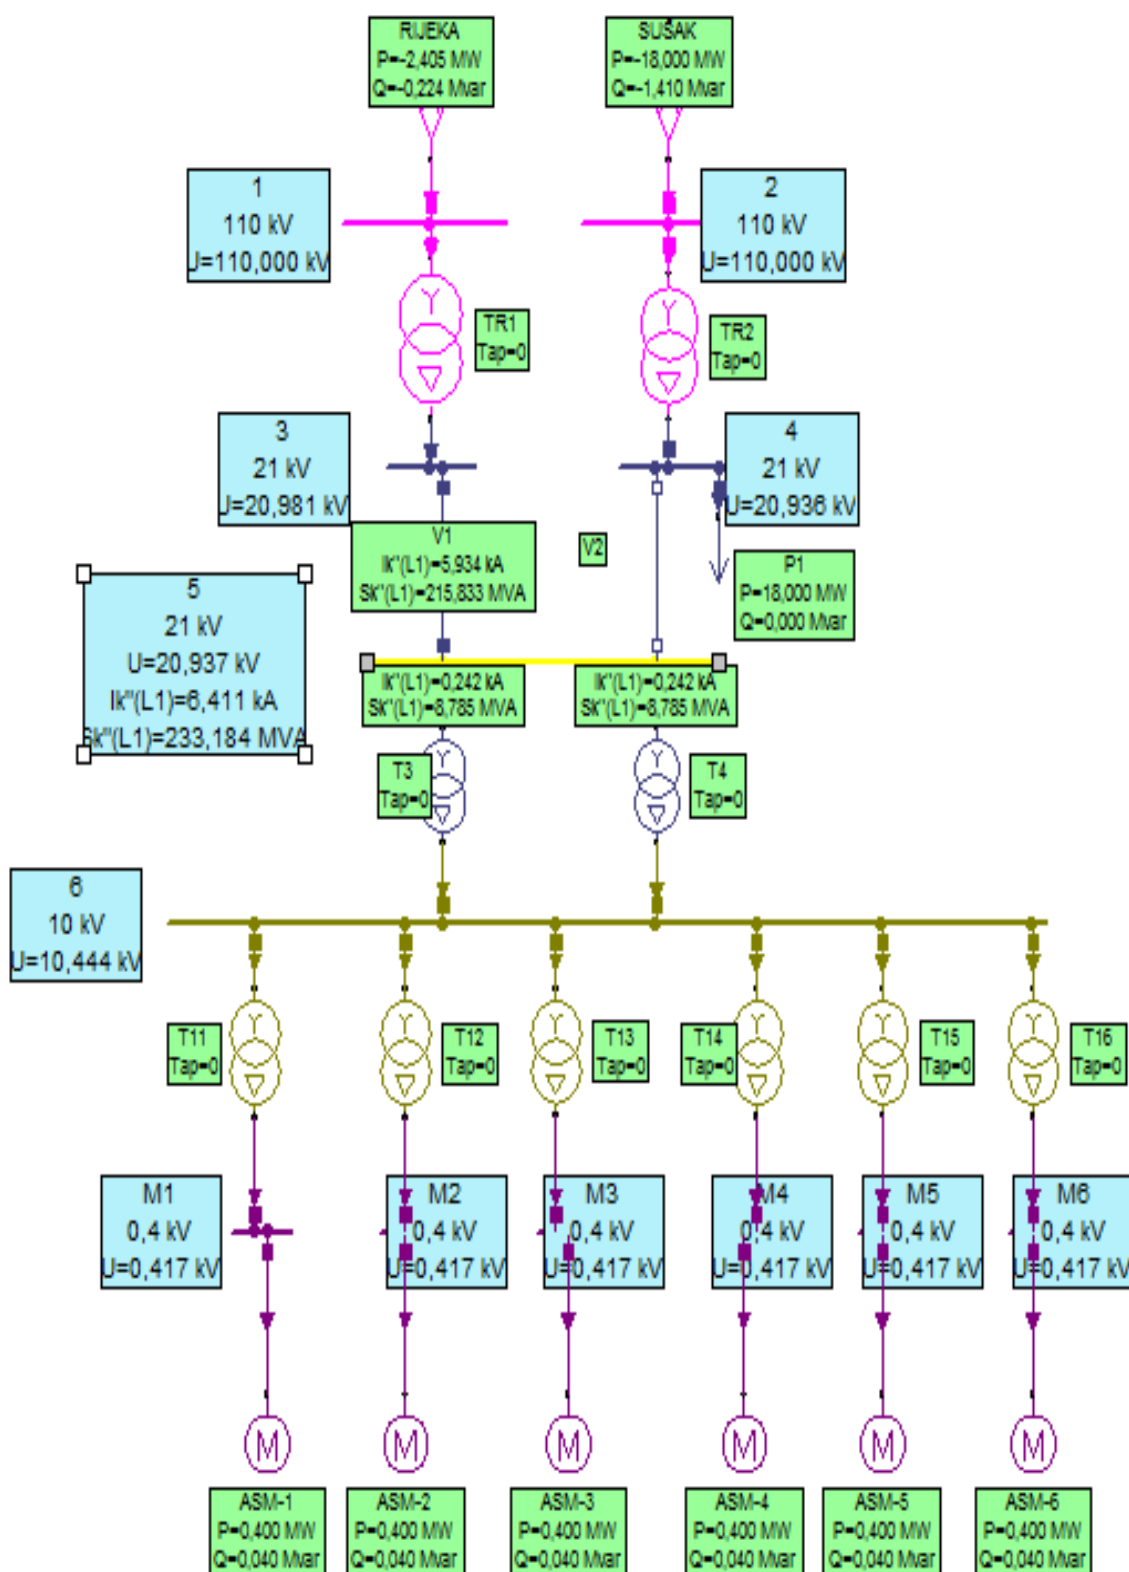 RIJEKA
P=-2,405 MW
Q=-0,224 Mvar
SUŠAK
P=-18,000 MW
Q=-1,410 Mvar
1
110 kV
U=110,000 kV
2
110 kV
U=110,000 kV
TR1
Tap=0
TR2
Tap=0
3
21 kV
U=20,981 kV
4
21 kV
U=20,936 kV
V1
Ik"(L1)=5,934 kA
Sk"(L1)=215,833 MVA
V2
P1
P=18,000 MW
Q=0,000 Mvar
5
21 kV
U=20,937 kV
Ik"(L1)=6,411 kA
Sk"(L1)=233,184 MVA
Ik"(L1)=0,242 kA
Sk"(L1)=8,785 MVA
Ik"(L1)=0,242 kA
Sk"(L1)=8,785 MVA
T3
Tap=0
T4
Tap=0
6
10 kV
U=10,444 kV
T11
Tap=0
T12
Tap=0
T13
Tap=0
T14
Tap=0
T15
Tap=0
T16
Tap=0
M1
0,4 kV
U=0,417 kV
M2
0,4 kV
U=0,417 kV
M3
0,4 kV
U=0,417 kV
M4
0,4 kV
U=0,417 kV
M5
0,4 kV
U=0,417 kV
M6
0,4 kV
U=0,417 kV
M
M
M
M
M
M
ASM-1
P=0,400 MW
Q=0,040 Mvar
ASM-2
P=0,400 MW
Q=0,040 Mvar
ASM-3
P=0,400 MW
Q=0,040 Mvar
ASM-4
P=0,400 MW
Q=0,040 Mvar
ASM-5
P=0,400 MW
Q=0,040 Mvar
ASM-6
P=0,400 MW
Q=0,040 Mvar